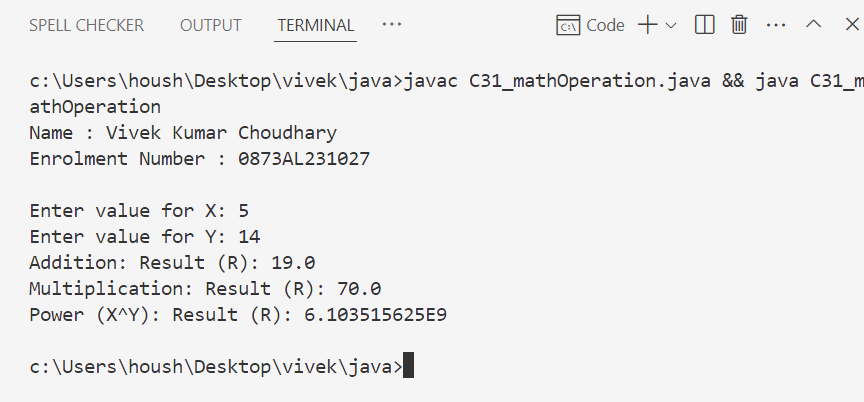 SPELL CHECKER OUTPUT TERMINAL ··· Code ···
c:\Users\housh\Desktop\vivek\java>javac C31_mathOperation.java && java C31_m
athOperation
Name : Vivek Kumar Choudhary
Enrolment Number : 0873AL231027
Enter value for X: 5
Enter value for Y: 14
Addition: Result (R): 19.0
Multiplication: Result (R): 70.0
Power (X^Y): Result (R): 6.103515625E9
c:\Users\housh\Desktop\vivek\java>